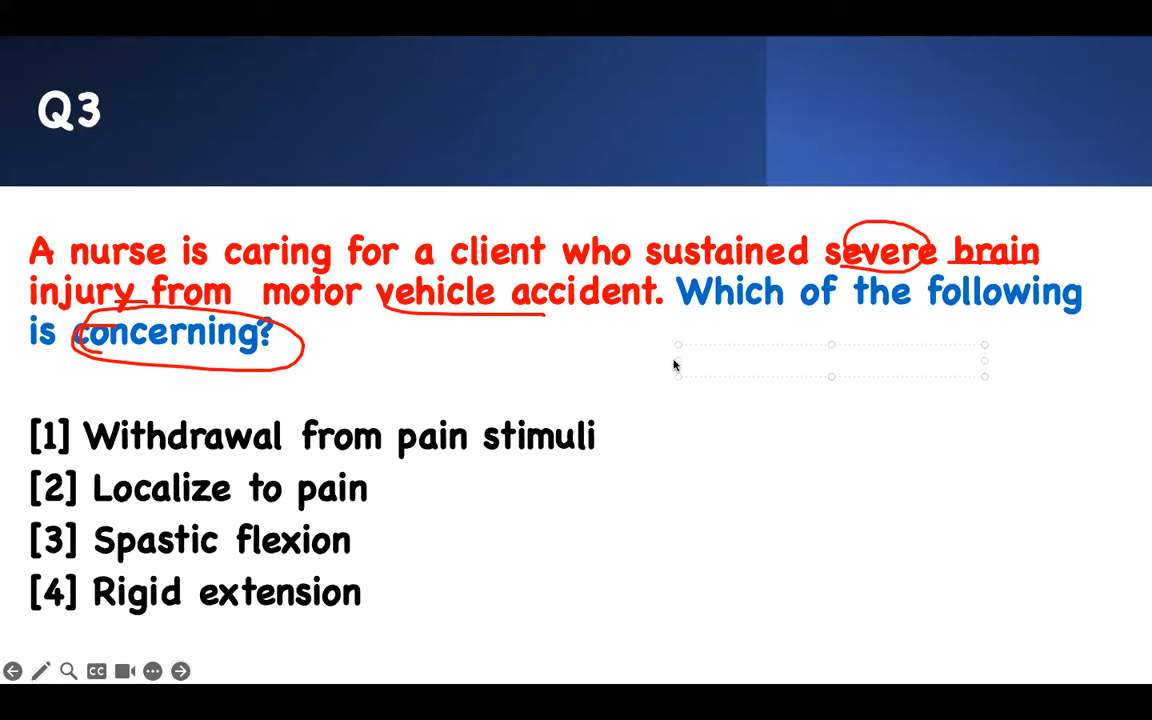 Q3
A nurse is caring for a client who sustained severe brain
injury from motor vehicle accident. Which of the following
is concerning?
[1] Withdrawal from pain stimuli
[2] Localize to pain
[3] Spastic flexion
[4] Rigid extension
CC